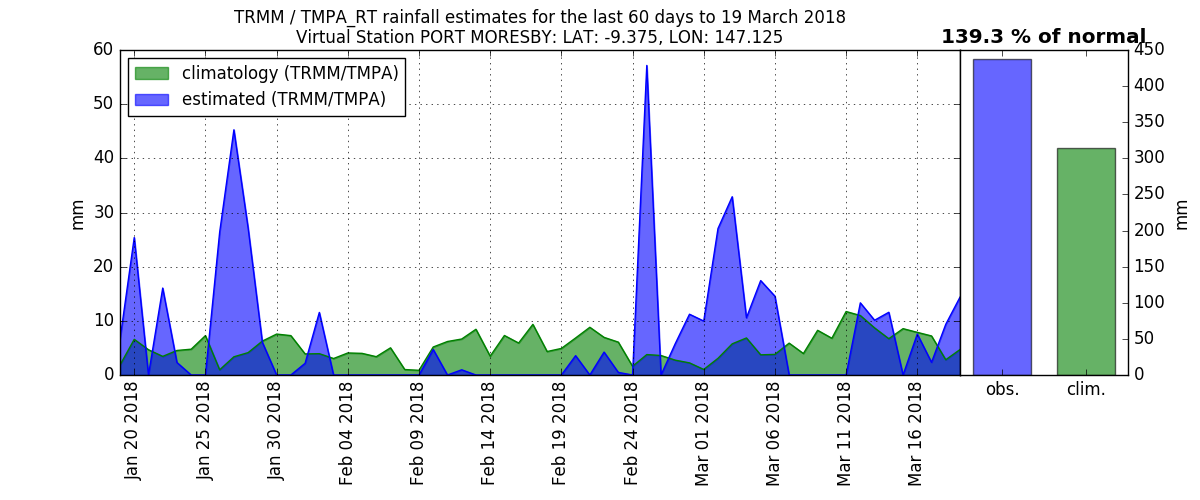 TRMM / TMPA_RT rainfall estimates for the last 60 days to 19 March 2018
Virtual Station PORT MORESBY: LAT: -9.375, LON: 147.125
139.3 % of normal
climatology (TRMM/TMPA)
estimated (TRMM/TMPA)
60
50
40
30
20
10
0
mm
Jan 20 2018
Jan 25 2018
Jan 30 2018
Feb 04 2018
Feb 09 2018
Feb 14 2018
Feb 19 2018
Feb 24 2018
Mar 01 2018
Mar 06 2018
Mar 11 2018
Mar 16 2018
450
400
350
300
250
200
150
100
50
0
mm
obs.
clim.